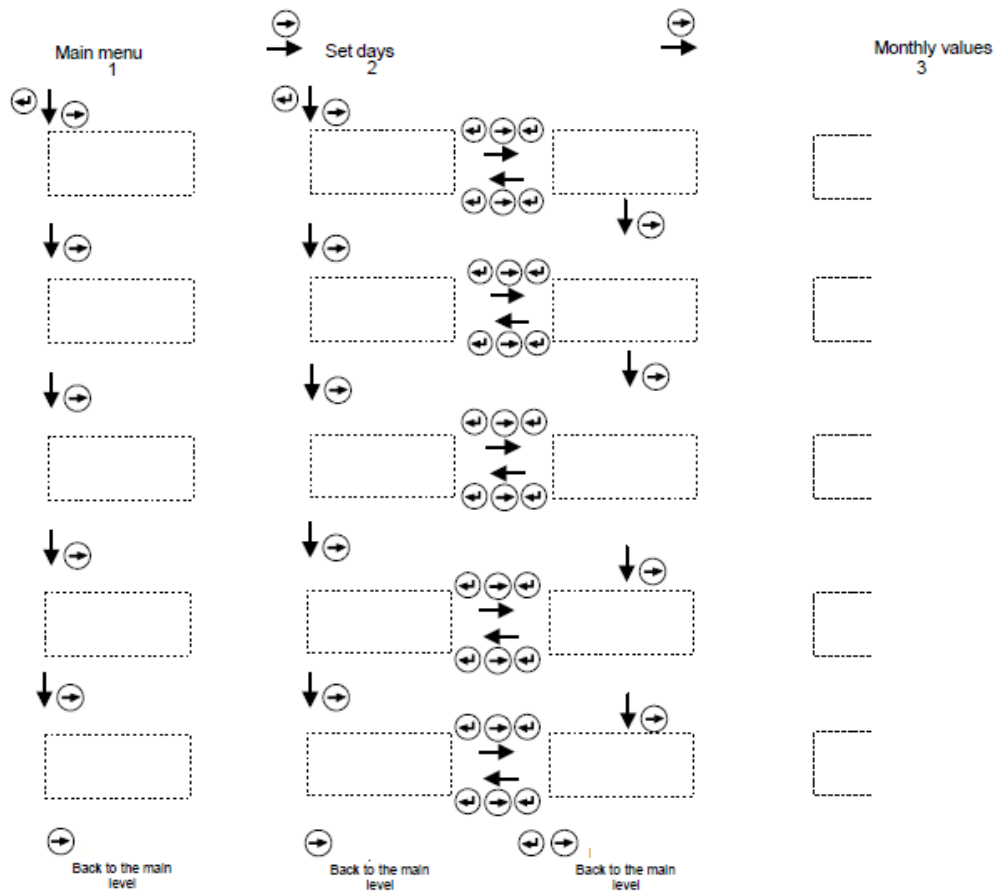 Main menu
1
Set days
2
Monthly values
3
Back to the main
level
Back to the main
level
Back to the main
level